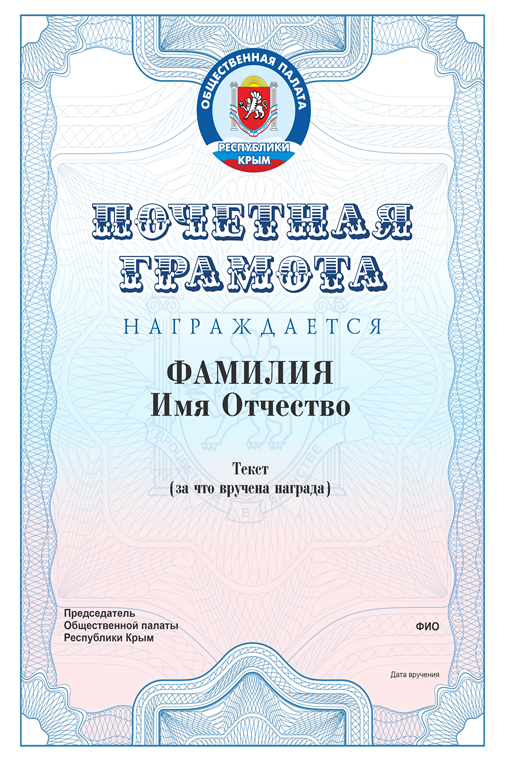 ОБЩЕСТВЕННАЯ ПАЛАТА
РЕСПУБЛИКИ
КРЫМ
ПОЧЕТНАЯ
ГРАМОТА
НАГРАЖДАЕТСЯ
ФАМИЛИЯ
Имя Отчество
Текст
(за что вручена награда)
Председатель
Общественной палаты
Республики Крым
ФИО
Дата вручения